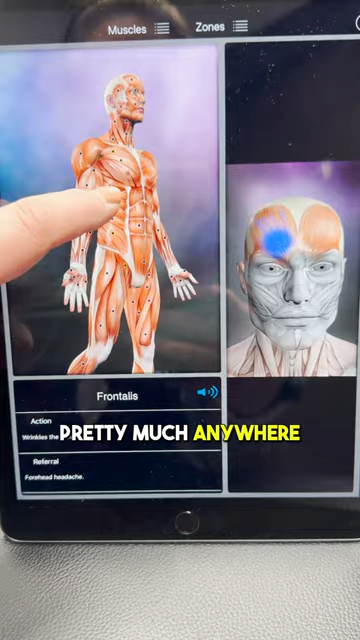 Muscles
Zones
Frontalis
Action
Wrinkles the
Referral
Forehead headache.
PRETTY MUCH ANYWHERE